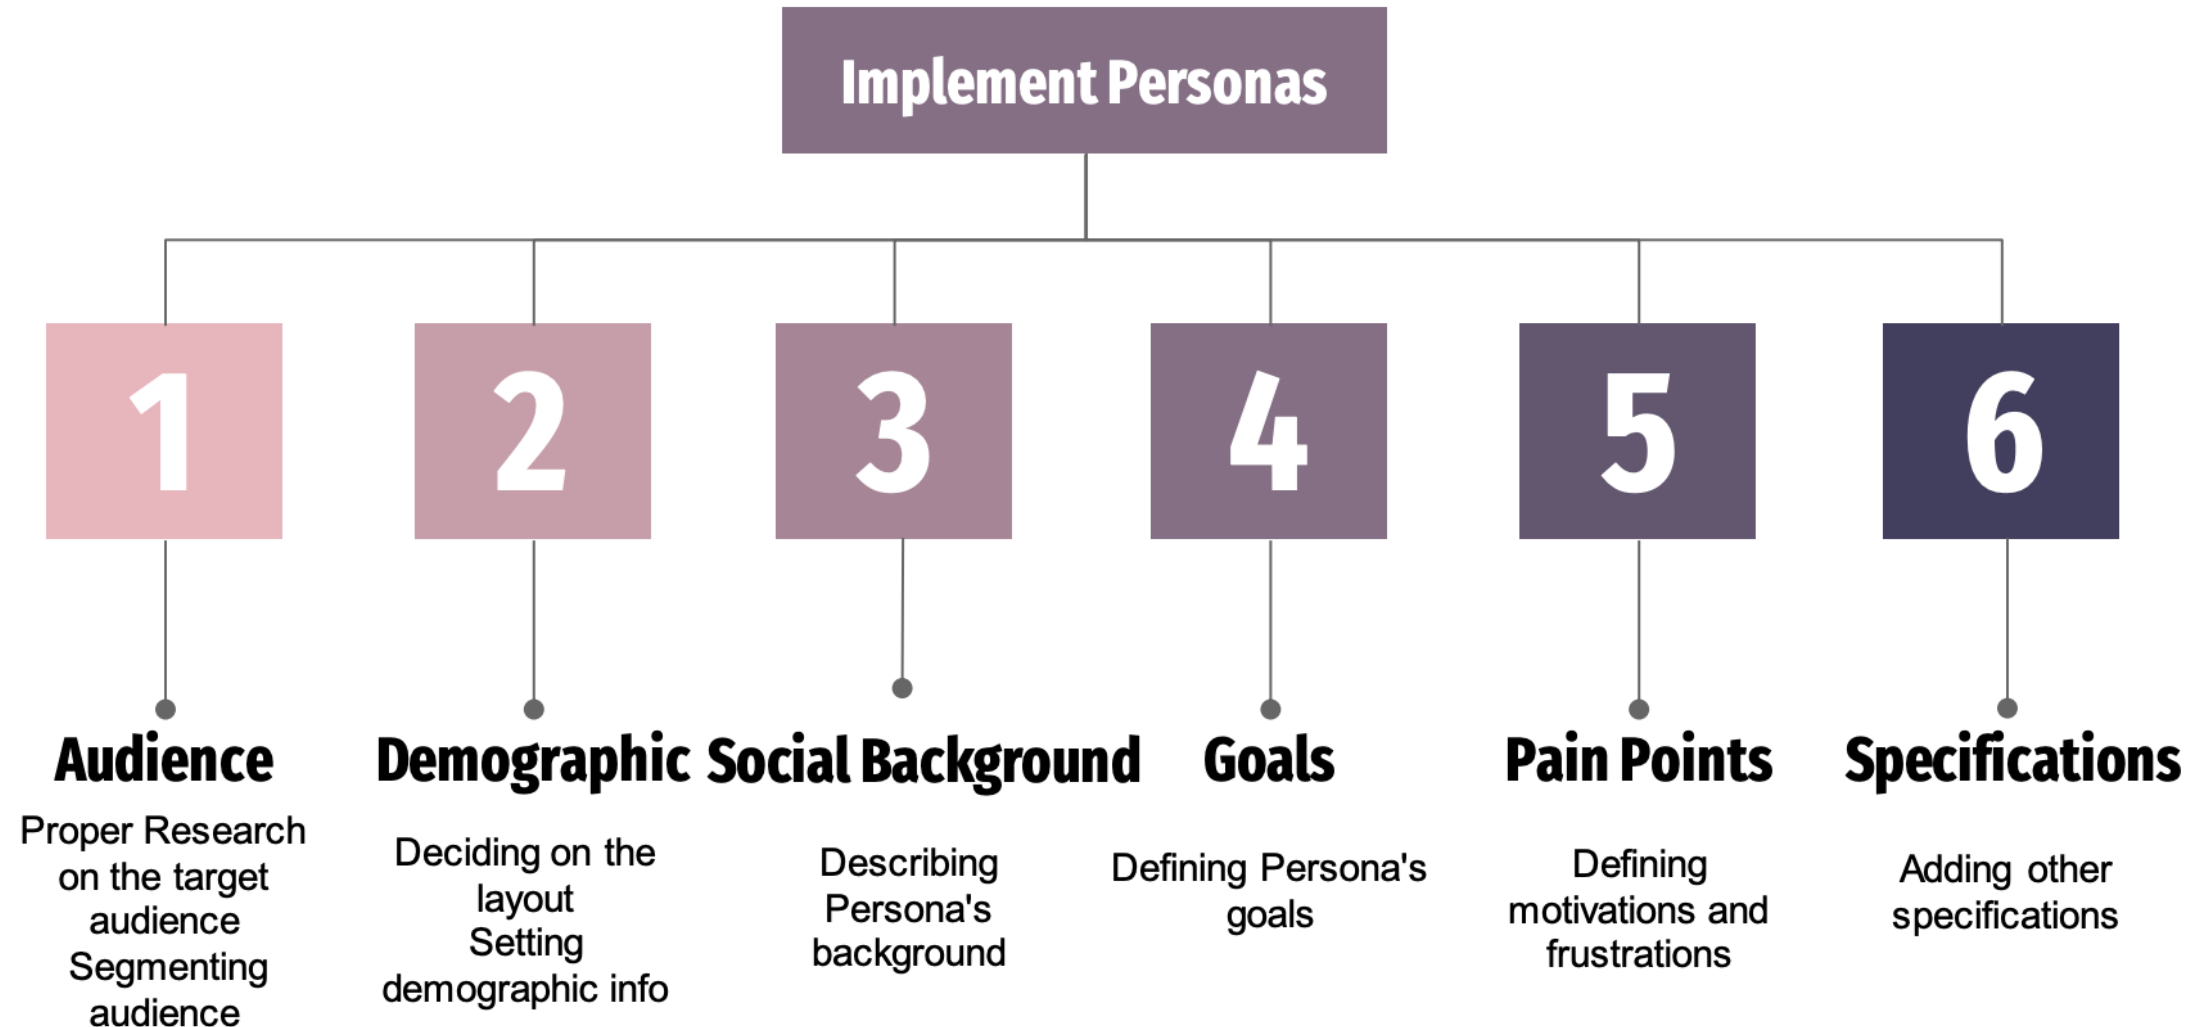 Implement Personas
1
2
3
4
5
6
Audience
Proper Research
on the target
audience
Segmenting
audience
Demographic
Deciding on the
layout
Setting
demographic info
Social Background
Describing
Persona's
background
Goals
Defining Persona's
goals
Pain Points
Defining
motivations and
frustrations
Specifications
Adding other
specifications